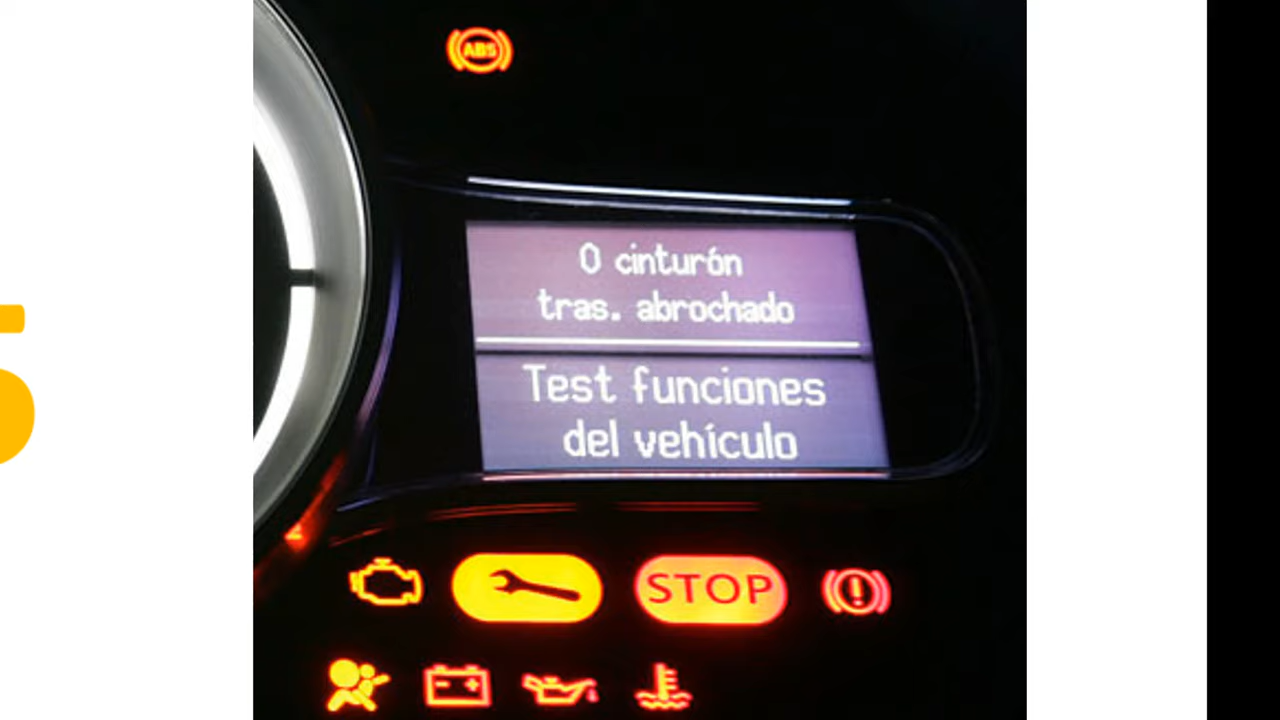 ABS
0 cinturón
tras. abrochado
Test funciones
del vehículo
STOP